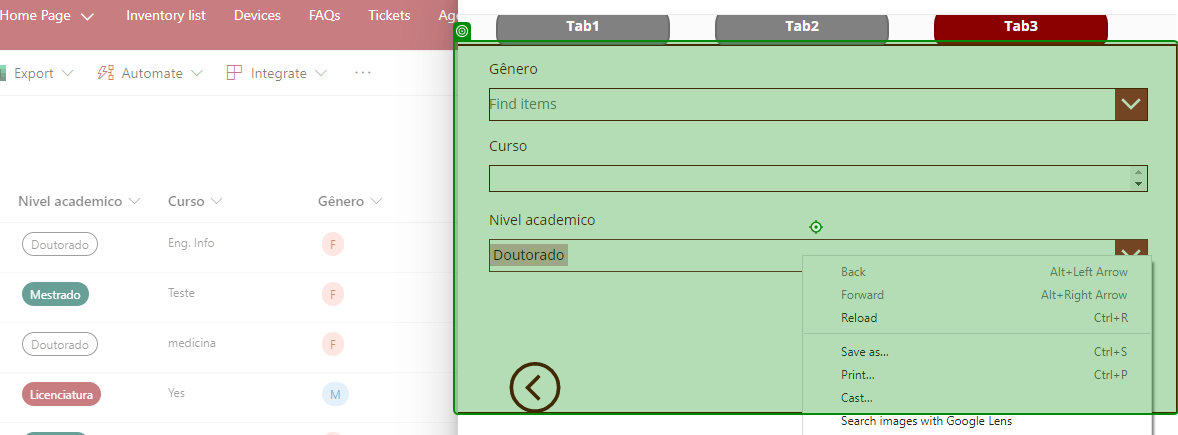 Home Page
Inventory list
Devices
FAQs
Tickets
Tab1
Tab2
Tab3
Export
Automate
Integrate
...
Nivel academico
Curso
Gênero
Doutorado
Eng. Info
F
Mestrado
Teste
F
Doutorado
medicina
F
Licenciatura
Yes
M
Gênero
Find items
Curso
Nivel academico
Doutorado
Back Alt+Left Arrow
Forward Alt+Right Arrow
Reload Ctrl+R
Save as... Ctrl+S
Print... Ctrl+P
Cast...
Search images with Google Lens